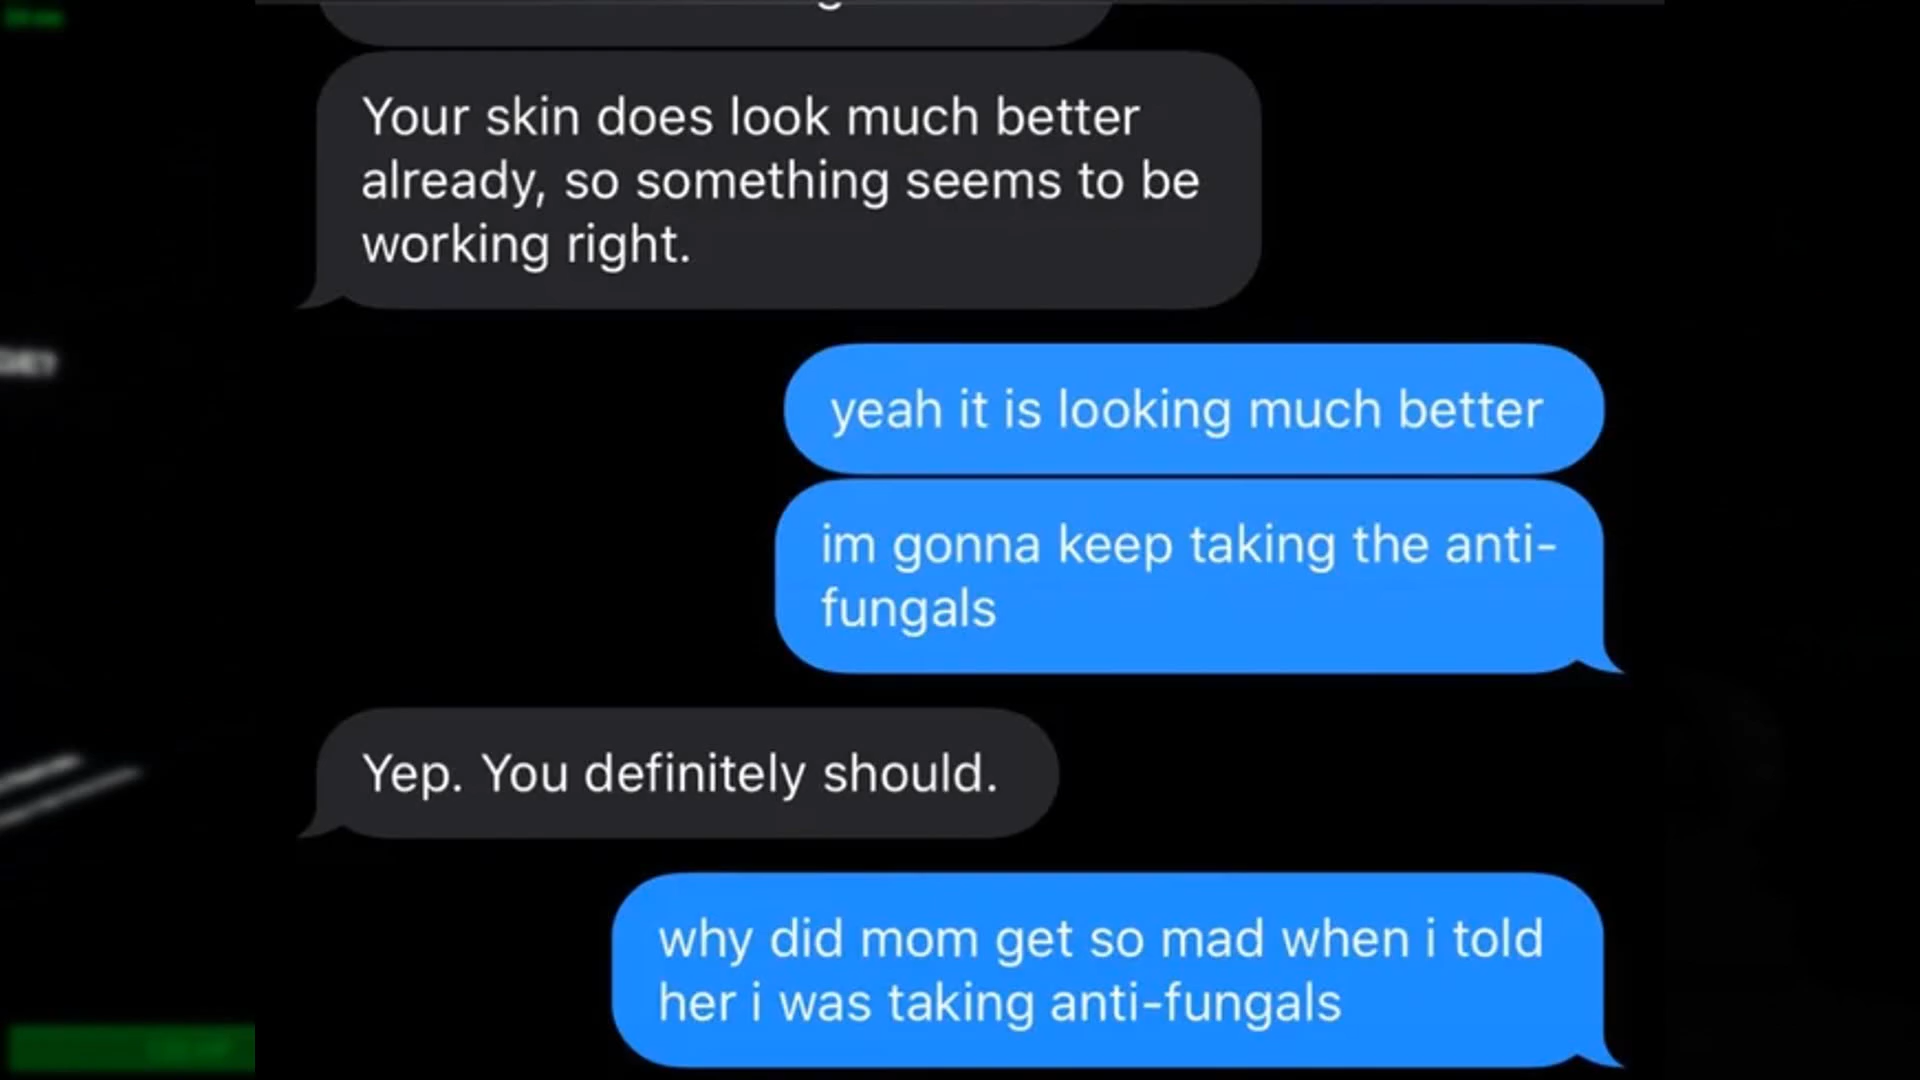 Your skin does look much better
already, so something seems to be
working right.
yeah it is looking much better
im gonna keep taking the anti-
fungals
Yep. You definitely should.
why did mom get so mad when i told
her i was taking anti-fungals